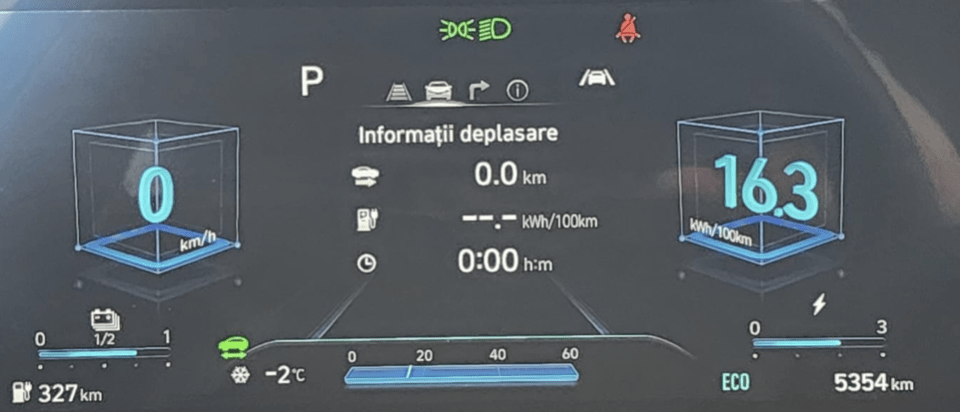 P
Informații deplasare
0.0 km
--.- kWh/100km
0:00 h:m
0
km/h
16.3
kWh/100km
0 1/2 1
327 km
-2°C
0 20 40 60
0 3
ECO
5354 km